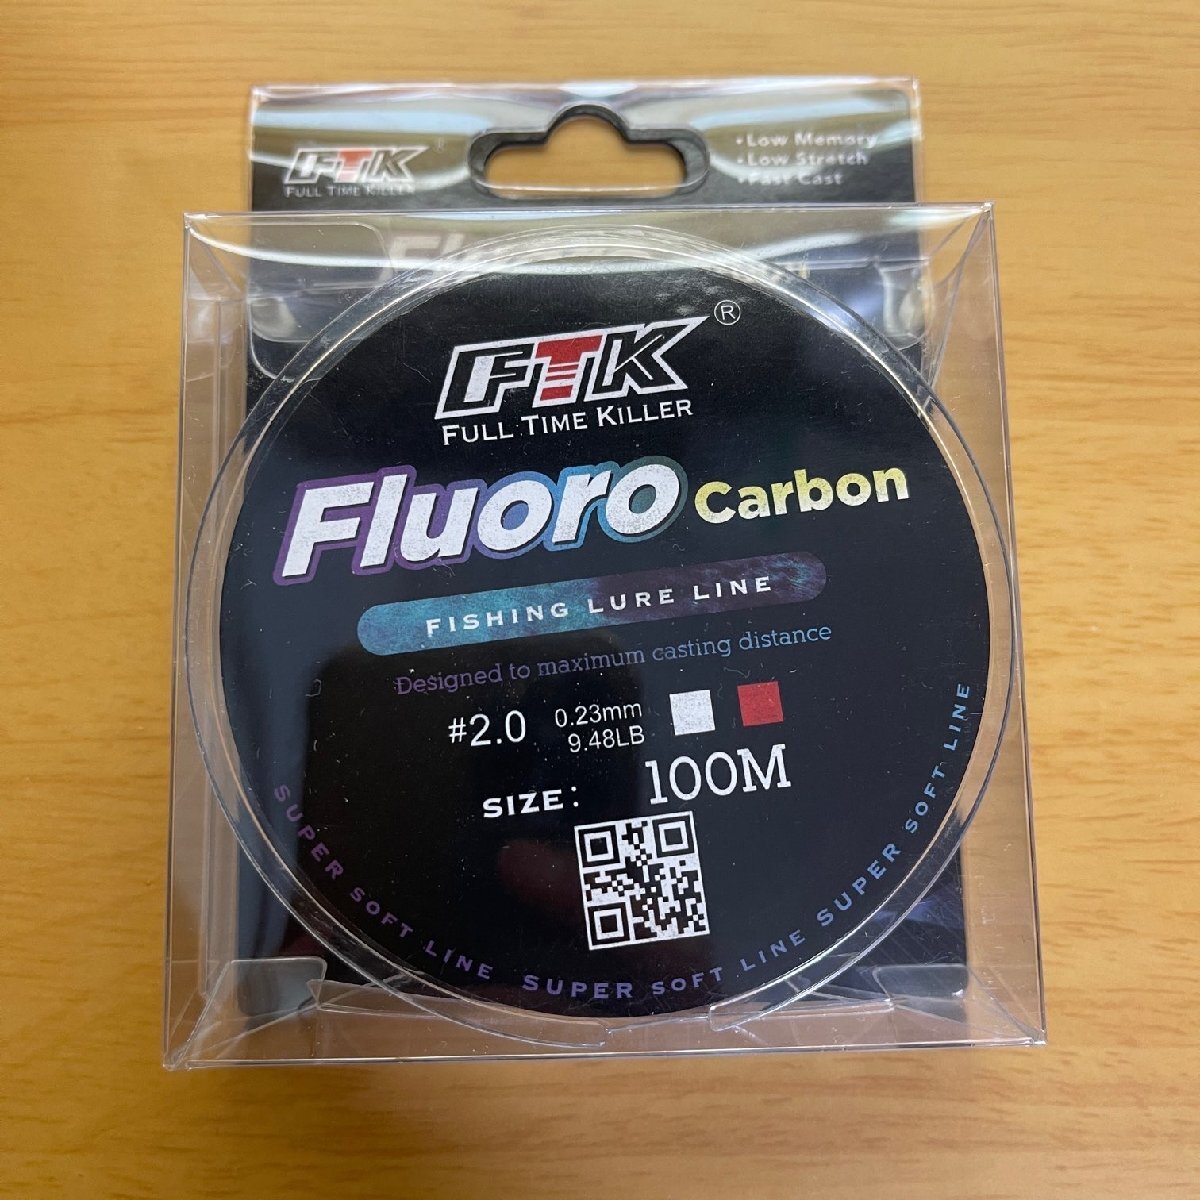 FTK
FULL TIME KILLER
• Low Memory
• Low Stretch
• Fast Cast
FTK®
FULL TIME KILLER
Fluoro Carbon
FISHING LURE LINE
Designed to maximum casting distance
#2.0 0.23mm
9.48LB
SIZE: 100M
SUPER SOFT LINE SUPER SOFT LINE SUPER SOFT LINE